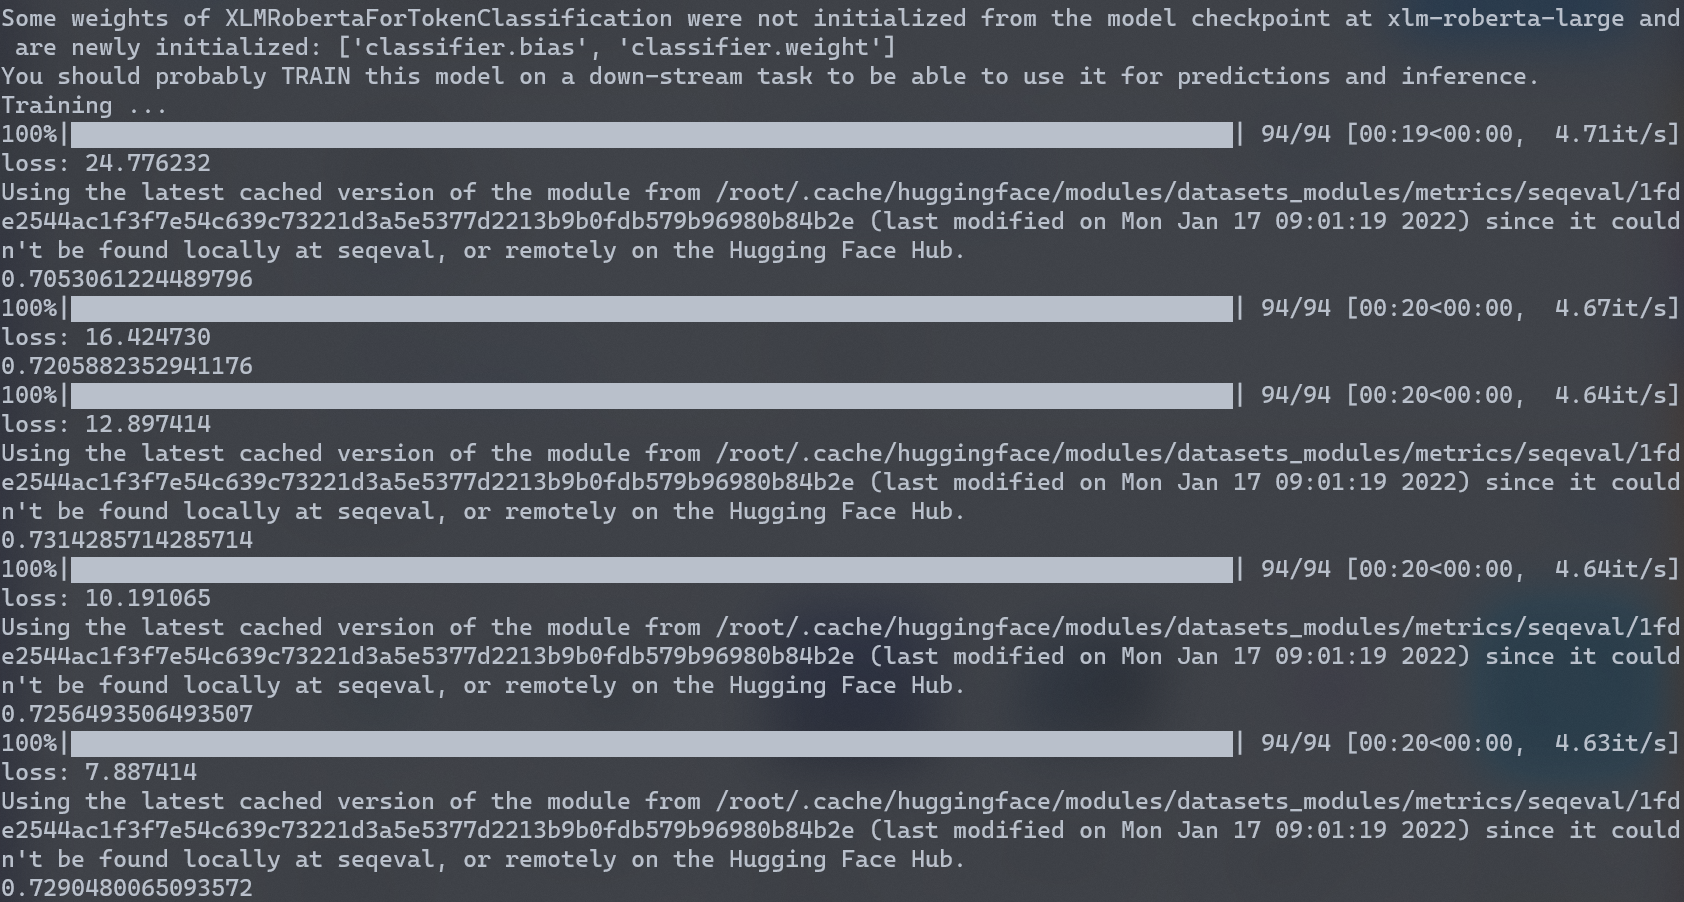 Some weights of XLMRobertaForTokenClassification were not initialized from the model checkpoint at xlm-roberta-large and
are newly initialized: ['classifier.bias', 'classifier.weight']
You should probably TRAIN this model on a down-stream task to be able to use it for predictions and inference.
Training ...
100%| | 94/94 [00:19<00:00, 4.71it/s]
loss: 24.776232
Using the latest cached version of the module from /root/.cache/huggingface/modules/datasets_modules/metrics/seqeval/1fd
e2544ac1f3f7e54c639c73221d3a5e5377d2213b9b0fdb579b96980b84b2e (last modified on Mon Jan 17 09:01:19 2022) since it could
n't be found locally at seqeval, or remotely on the Hugging Face Hub.
0.7053061224489796
100%| | 94/94 [00:20<00:00, 4.67it/s]
loss: 16.424730
0.7205882352941176
100%| | 94/94 [00:20<00:00, 4.64it/s]
loss: 12.897414
Using the latest cached version of the module from /root/.cache/huggingface/modules/datasets_modules/metrics/seqeval/1fd
e2544ac1f3f7e54c639c73221d3a5e5377d2213b9b0fdb579b96980b84b2e (last modified on Mon Jan 17 09:01:19 2022) since it could
n't be found locally at seqeval, or remotely on the Hugging Face Hub.
0.7314285714285714
100%| | 94/94 [00:20<00:00, 4.64it/s]
loss: 10.191065
Using the latest cached version of the module from /root/.cache/huggingface/modules/datasets_modules/metrics/seqeval/1fd
e2544ac1f3f7e54c639c73221d3a5e5377d2213b9b0fdb579b96980b84b2e (last modified on Mon Jan 17 09:01:19 2022) since it could
n't be found locally at seqeval, or remotely on the Hugging Face Hub.
0.7256493506493507
100%| | 94/94 [00:20<00:00, 4.63it/s]
loss: 7.887414
Using the latest cached version of the module from /root/.cache/huggingface/modules/datasets_modules/metrics/seqeval/1fd
e2544ac1f3f7e54c639c73221d3a5e5377d2213b9b0fdb579b96980b84b2e (last modified on Mon Jan 17 09:01:19 2022) since it could
n't be found locally at seqeval, or remotely on the Hugging Face Hub.
0.7290480065093572